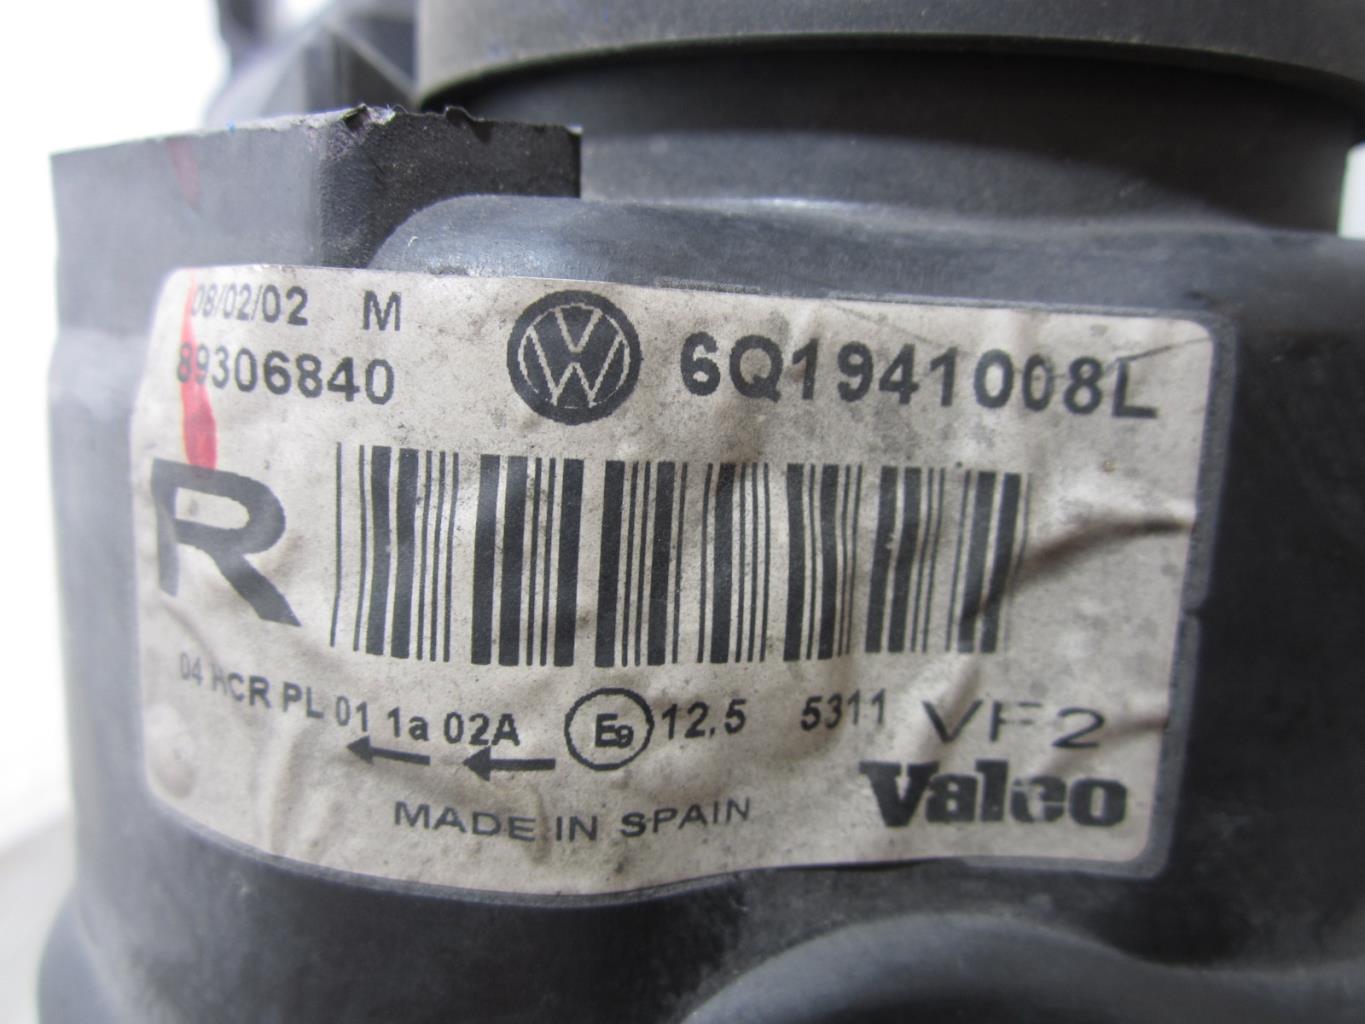 08/02/02 M
89306840
6Q1941008L
R
04 HCR PL 01 1a 02A E9 12.5 5311 VF2
Valeo
MADE IN SPAIN